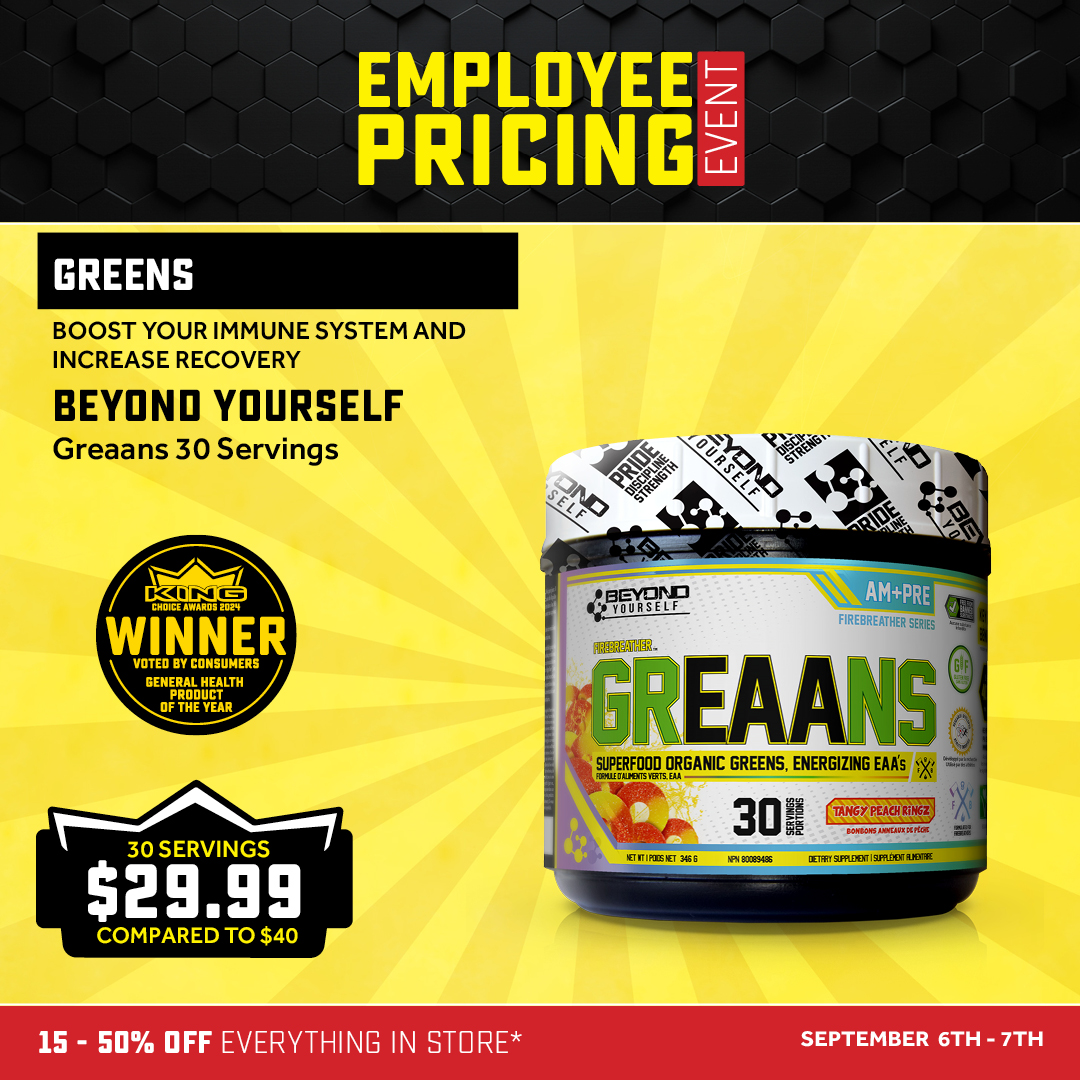 EMPLOYEE
PRICING
EVENT
GREENS
BOOST YOUR IMMUNE SYSTEM AND
INCREASE RECOVERY
BEYOND YOURSELF
Greaans 30 Servings
KING
CHOICE AWARDS 2024
WINNER
VOTED BY CONSUMERS
GENERAL HEALTH
PRODUCT
OF THE YEAR
30 SERVINGS
$29.99
COMPARED TO $40
PRIDE
DISCIPLINE
STRENGTH
BEYOND
YOURSELF
BEYOND
YOURSELF
AM+PRE
FIREBREATHER SERIES
FIREBREATHER
GREAANS
SUPERFOOD ORGANIC GREENS, ENERGIZING EAA's
FORMULE D'ALIMENTS VERTS, EAA
30 SERVINGS
PORTIONS
TANGY PEACH RINGZ
BONBONS ANNEAUX DE PÊCHE
NET WT | POIDS NET 346 G
NPN 80089486
DIETARY SUPPLEMENT | SUPPLÉMENT ALIMENTAIRE
15 - 50% OFF EVERYTHING IN STORE*
SEPTEMBER 6TH - 7TH